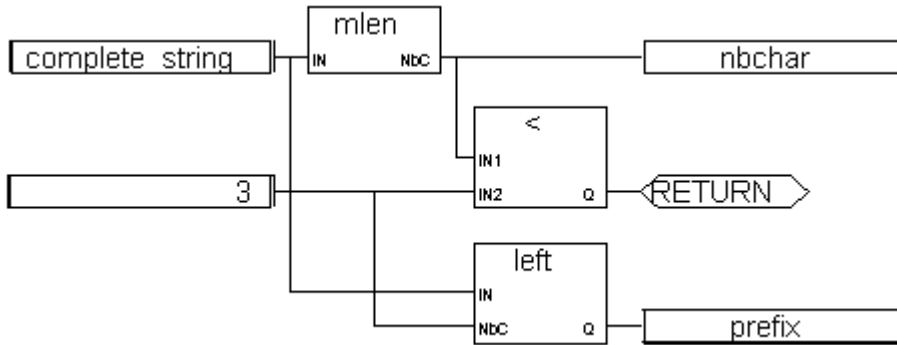 mlen
complete string
IN
NbC
nbchar
<
IN1
3
IN2
Q
RETURN
left
IN
NbC
Q
prefix